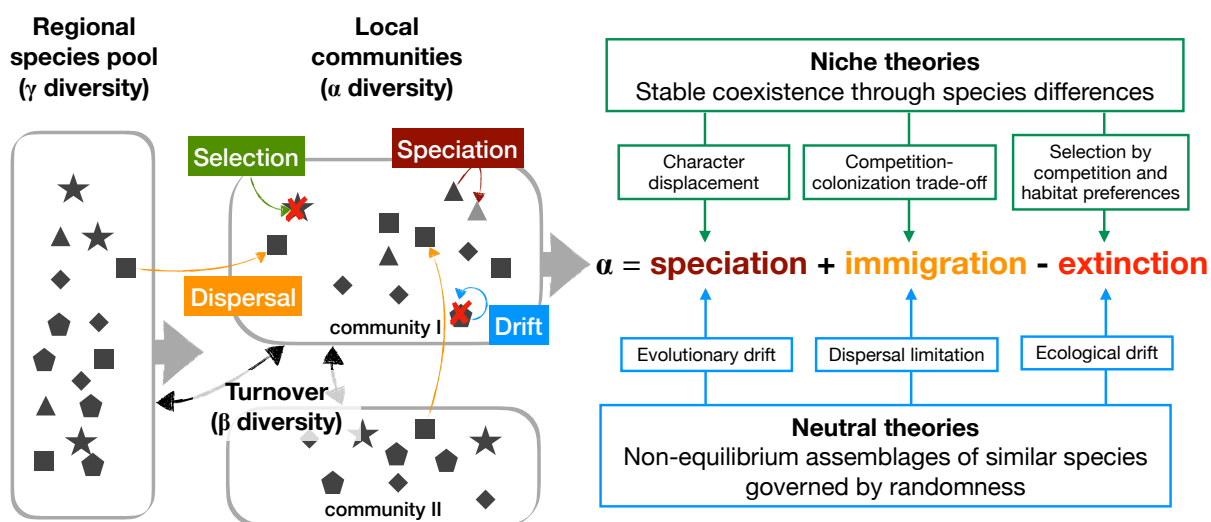 Regional
species pool
(γ diversity)
Local
communities
(α diversity)
Selection
Speciation
Dispersal
Drift
community I
Turnover
(β diversity)
community II
Niche theories
Stable coexistence through species differences
Character
displacement
Competition-
colonization trade-off
Selection by
competition and
habitat preferences
α = speciation + immigration - extinction
Evolutionary drift
Dispersal limitation
Ecological drift
Neutral theories
Non-equilibrium assemblages of similar species
governed by randomness